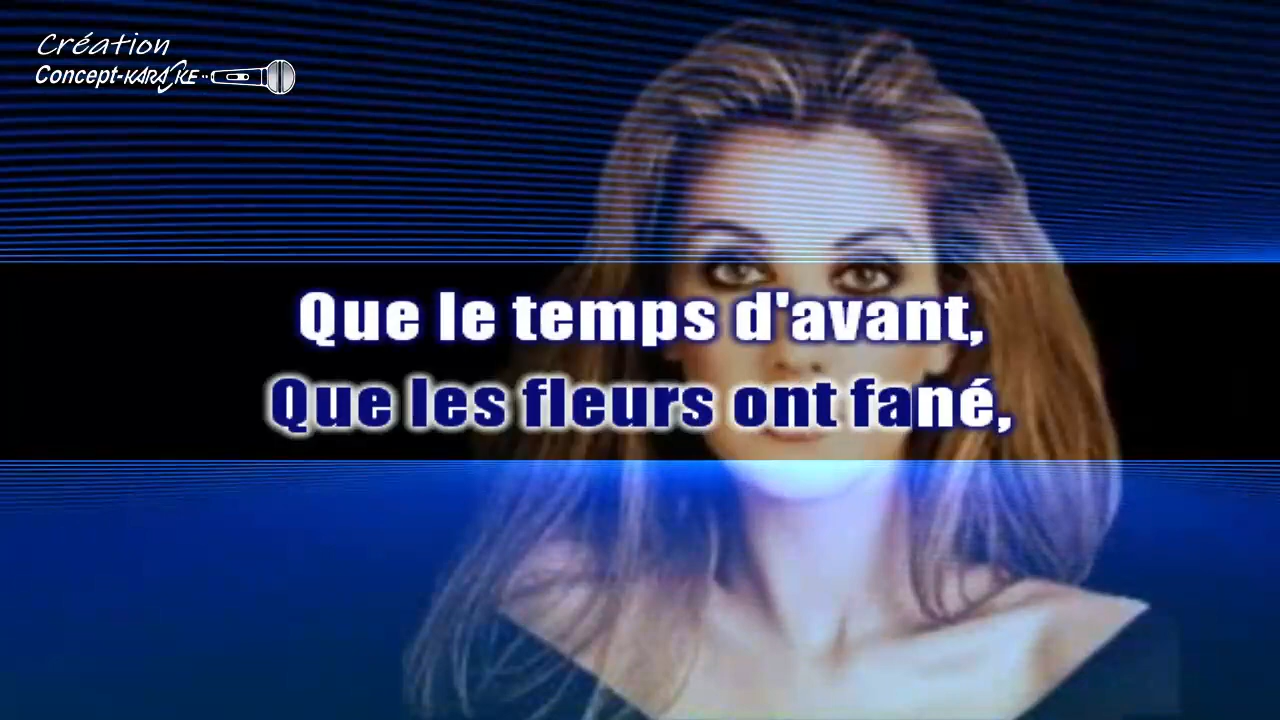 Création
Concept-KARAOKE
Que le temps d'avant,
Que les fleurs ont fané,